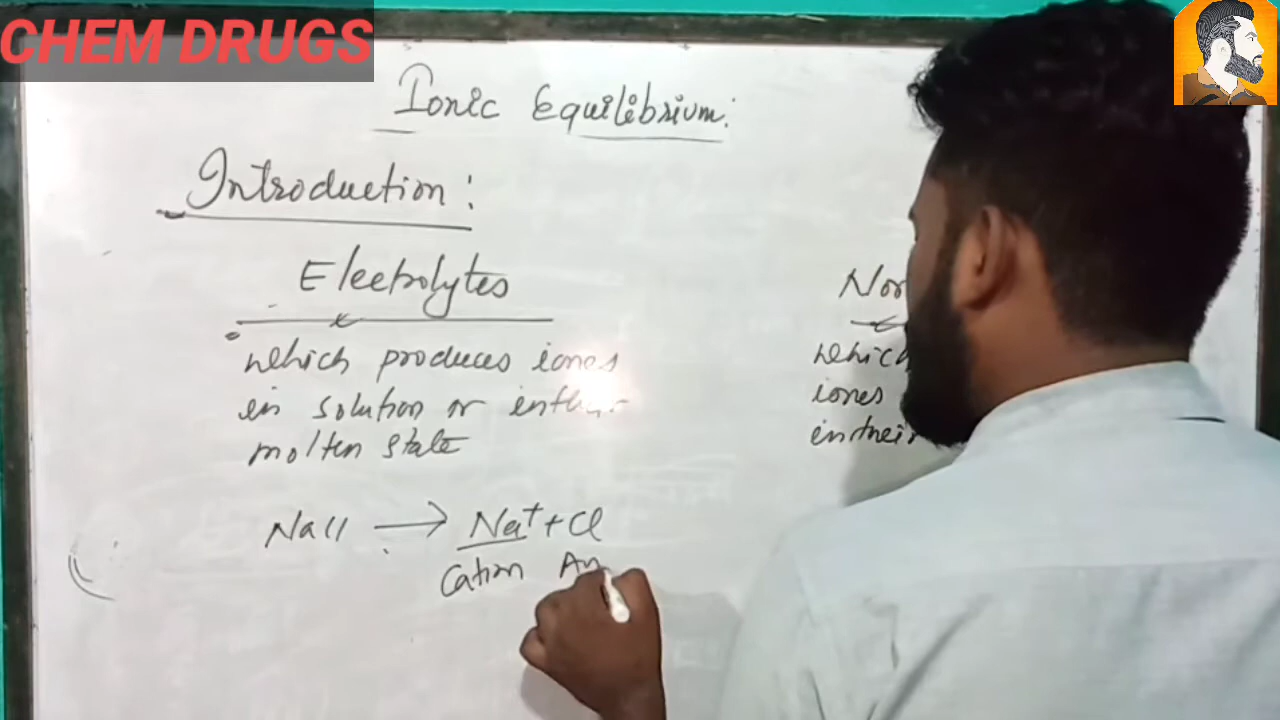 CHEM DRUGS
Ionic Equilibrium:
Introduction:
Electrolytes
which produces iones
in solution or in their
molten state
NaCl → Na⁺ + Cl
Cation An
Non
which
iones
in their